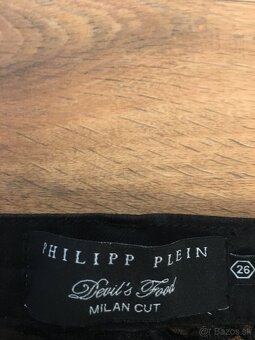 PHILIPP PLEIN
26
Devil's Food
MILAN CUT